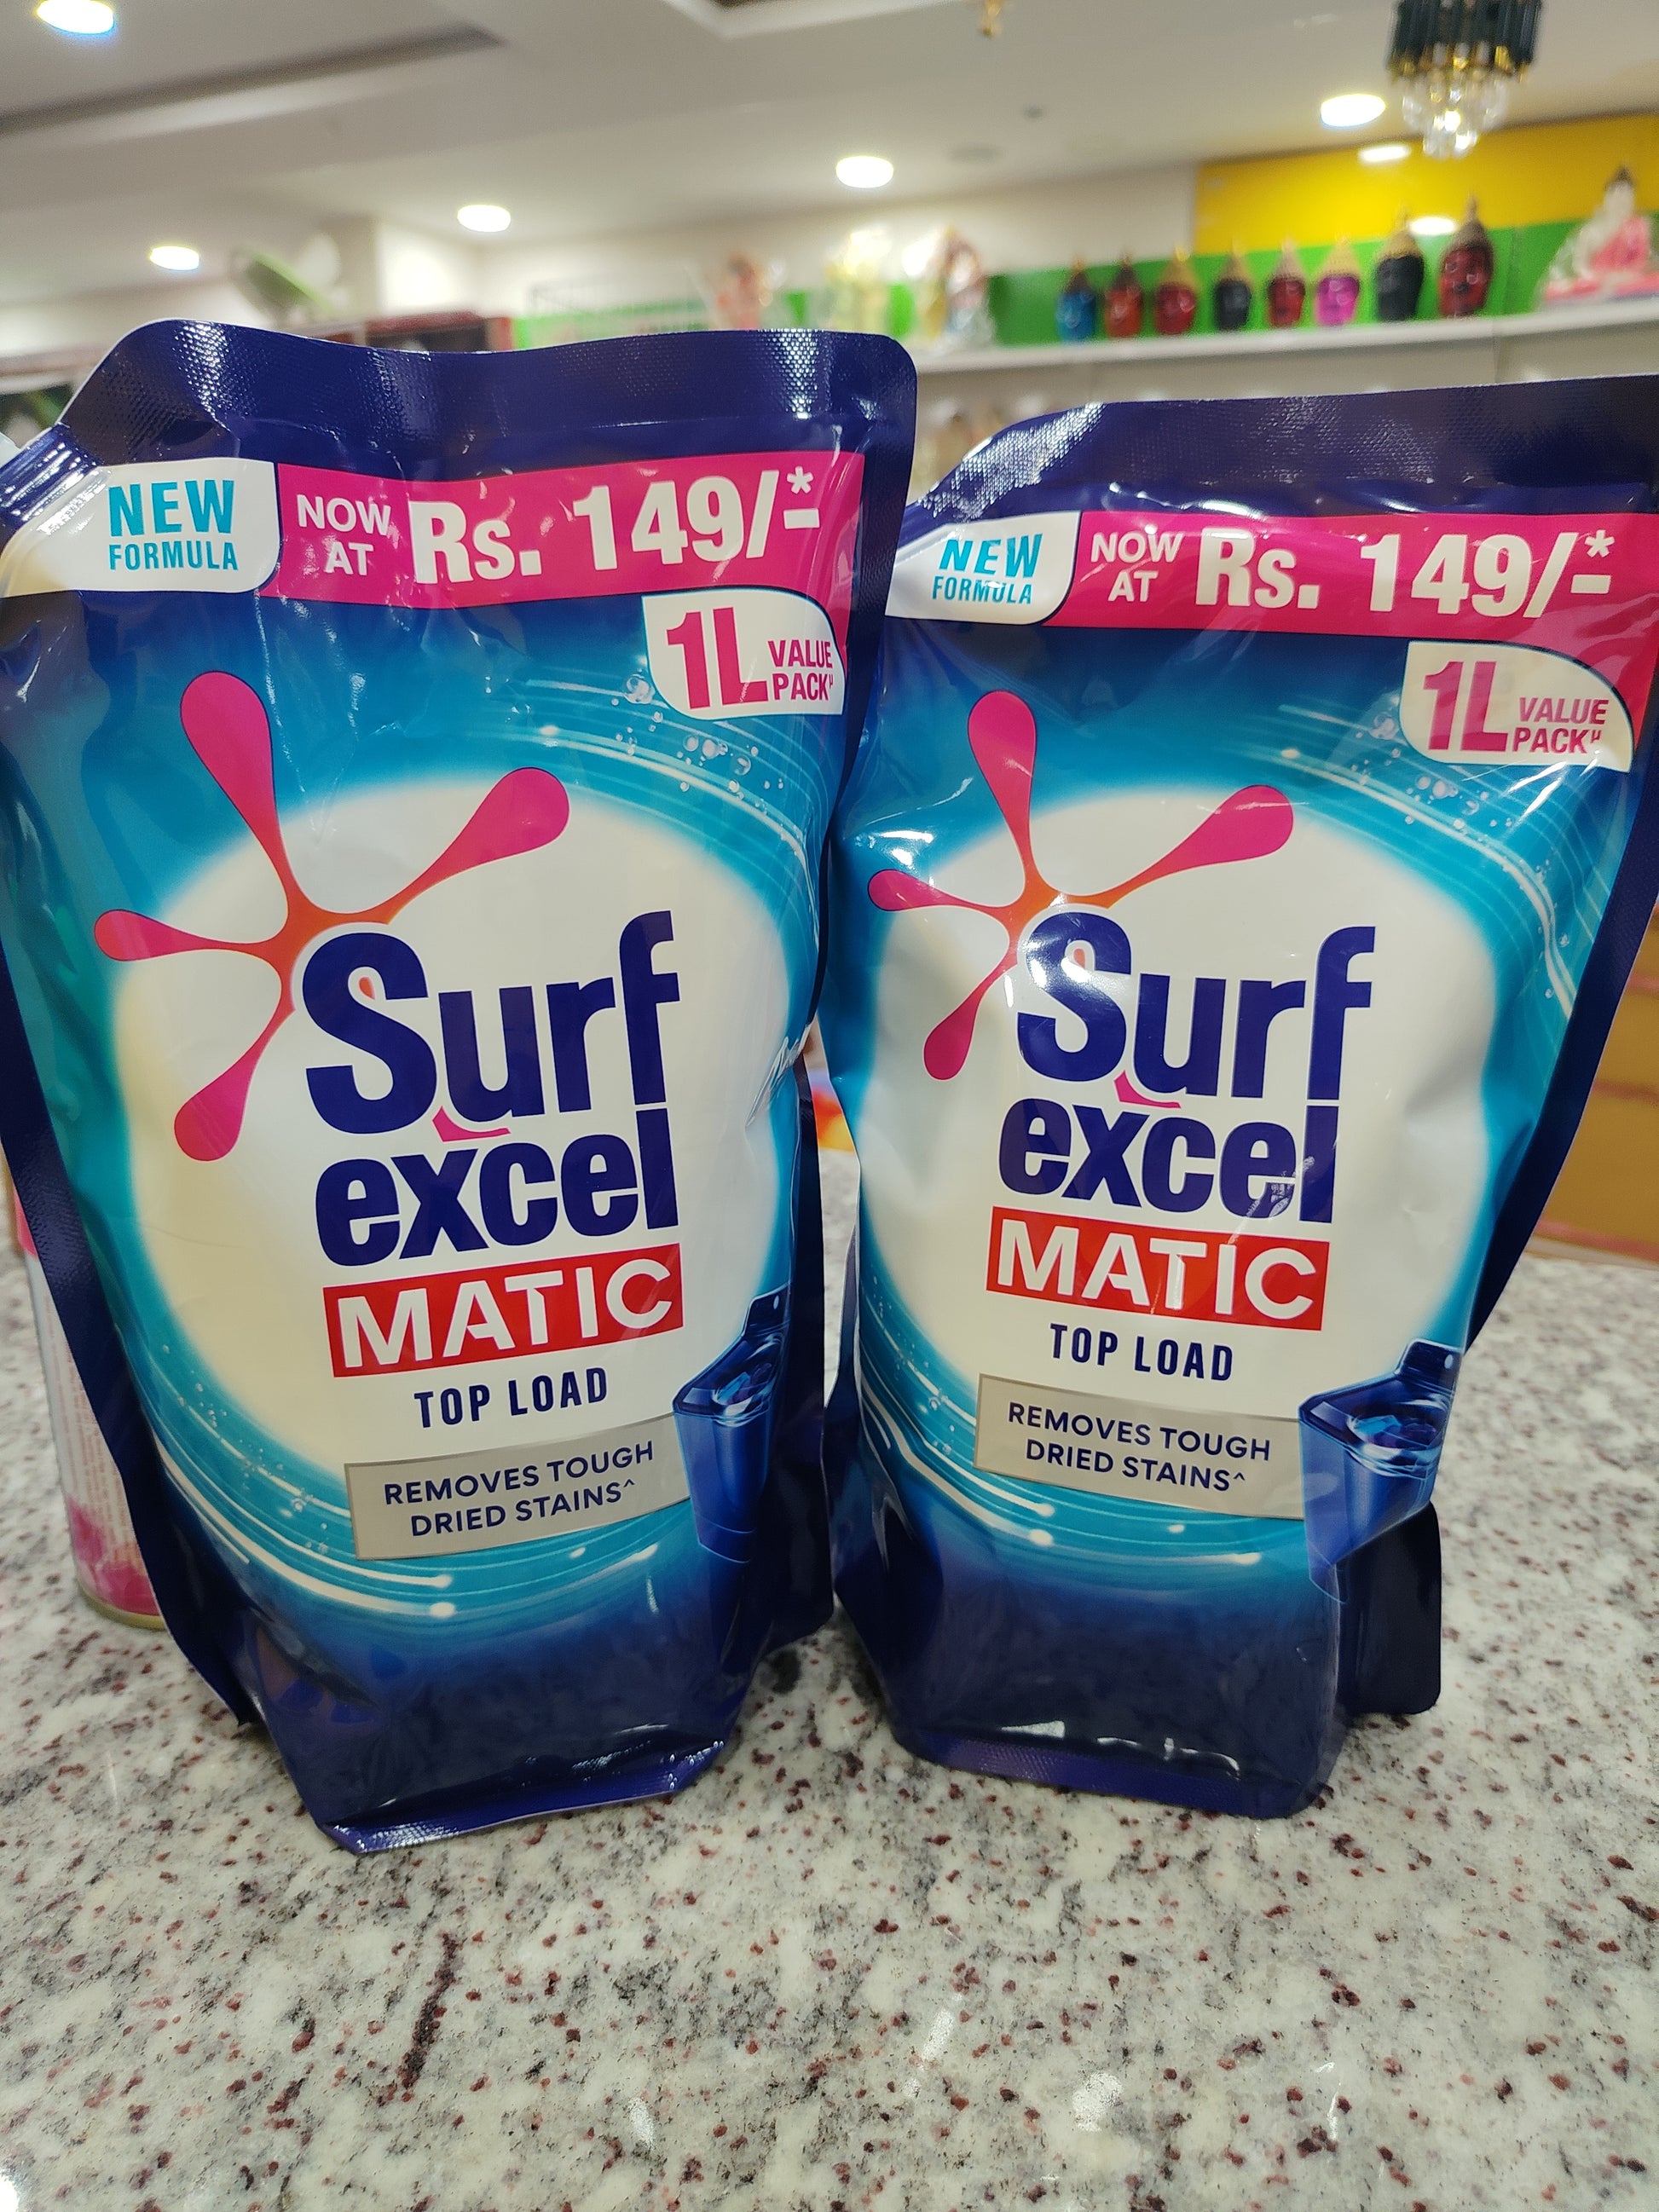 NEW
FORMULA
NOW
AT
Rs. 149/-*
1L VALUE
PACK
Surf
excel
MATIC
TOP LOAD
REMOVES TOUGH
DRIED STAINS^
NEW
FORMULA
NOW
AT
Rs. 149/-*
1L VALUE
PACK
Surf
excel
MATIC
TOP LOAD
REMOVES TOUGH
DRIED STAINS^